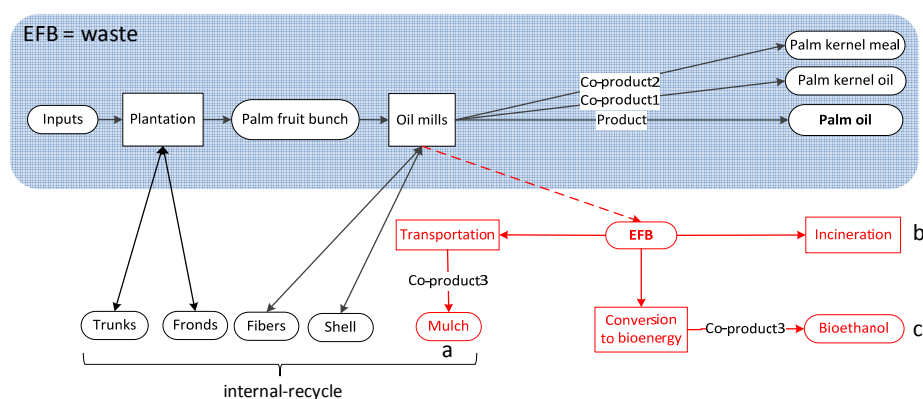 EFB = waste
Palm kernel meal
Co-product2
Palm kernel oil
Co-product1
Inputs
Plantation
Palm fruit bunch
Oil mills
Product
Palm oil
Transportation
EFB
Incineration
b
Co-product3
Trunks
Fronds
Fibers
Shell
Mulch
Conversion
to bioenergy
Co-product3
Bioethanol
c
a
internal-recycle